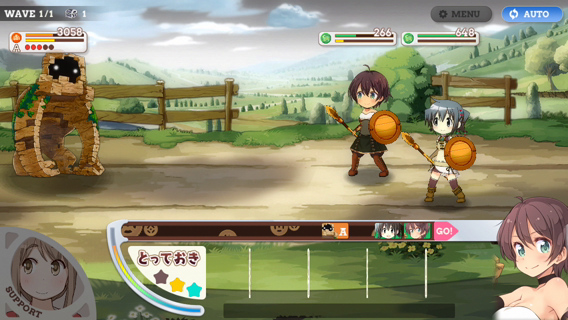 WAVE 1/1
1
MENU
AUTO
3058
A
266
648
A
GO!
とっておき
SUPPORT